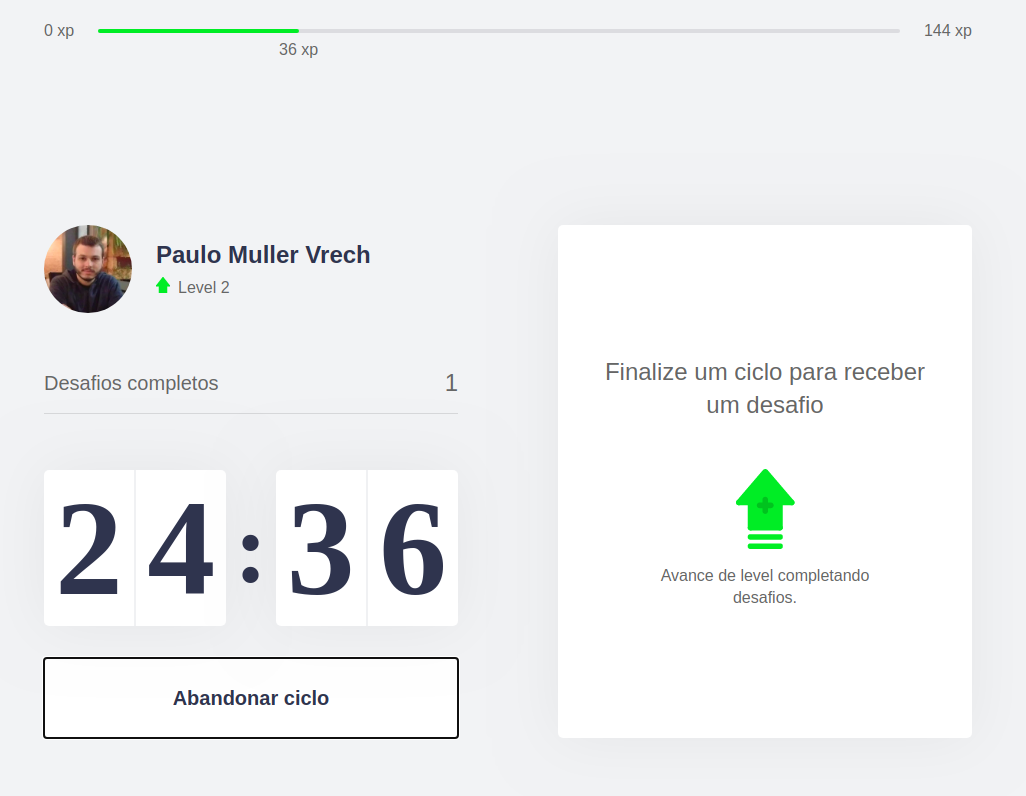 0 xp
144 xp
36 xp
Paulo Muller Vrech
Level 2
Desafios completos 1
24:36
Abandonar ciclo
Finalize um ciclo para receber
um desafio
Avance de level completando
desafios.